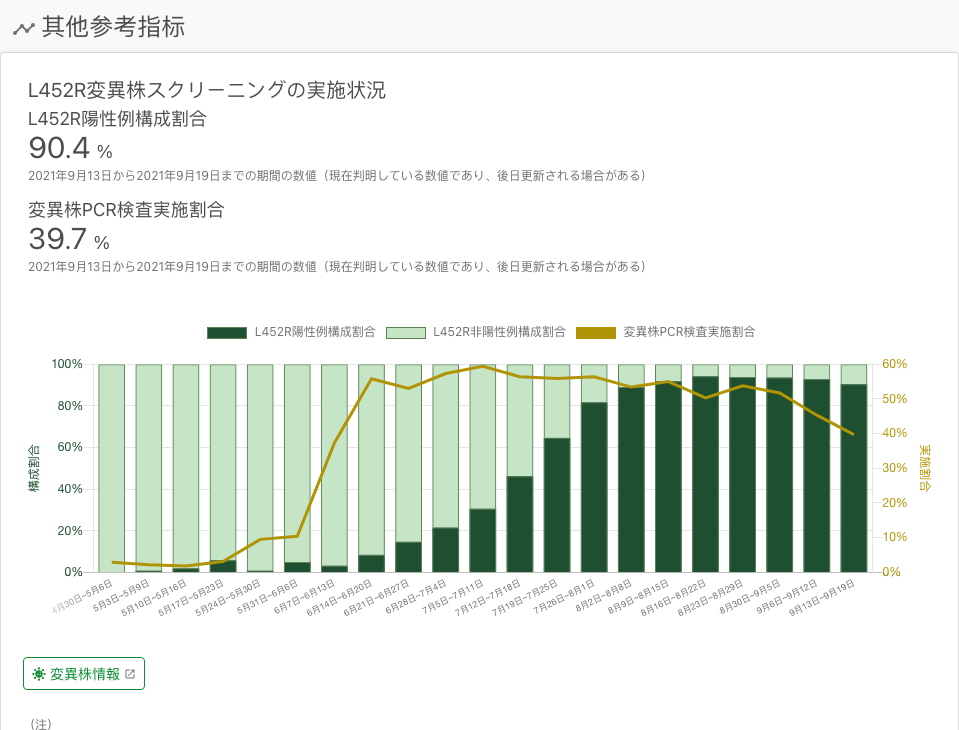 其他参考指标
L452R変異株スクリーニングの実施状況
L452R陽性例構成割合
90.4 %
2021年9月13日から2021年9月19日までの期間の数値（現在判明している数値であり、後日更新される場合がある）
変異株PCR検査実施割合
39.7 %
2021年9月13日から2021年9月19日までの期間の数値（現在判明している数値であり、後日更新される場合がある）
L452R陽性例構成割合 L452R非陽性例構成割合 変異株PCR検査実施割合
100% 60%
80% 50%
60% 40%
40% 30%
20% 20%
0% 10%
0%
構成割合
実施割合
4月30日~5月6日
5月3日~5月9日
5月10日~5月16日
5月17日~5月23日
5月24日~5月30日
5月31日~6月6日
6月7日~6月13日
6月14日~6月20日
6月21日~6月27日
6月28日~7月4日
7月5日~7月11日
7月12日~7月18日
7月19日~7月25日
7月26日~8月1日
8月2日~8月8日
8月9日~8月15日
8月16日~8月22日
8月23日~8月29日
8月30日~9月5日
9月6日~9月12日
9月13日~9月19日
変異株情報
（注）